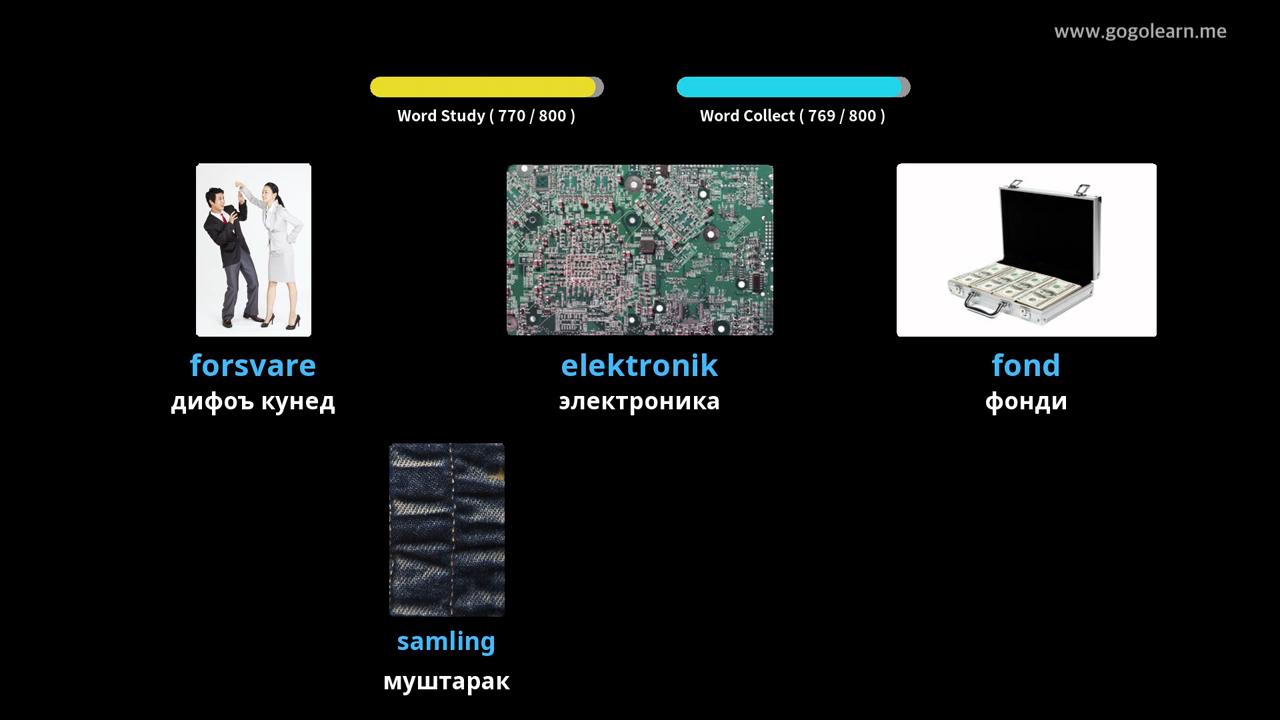 www.gogolearn.me
Word Study ( 770 / 800 )
Word Collect ( 769 / 800 )
forsvare
дифоъ кунед
elektronik
электроника
fond
фонди
samling
муштарак